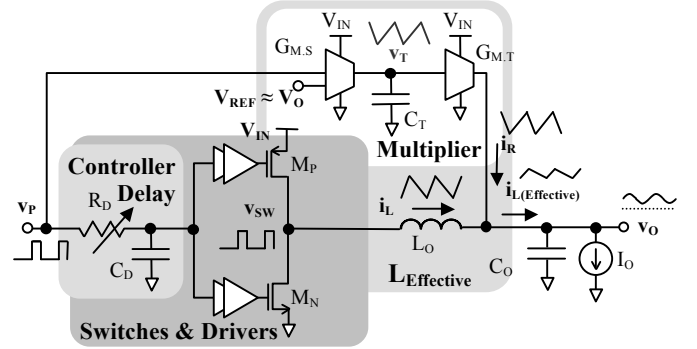 V_IN
V_IN
G_M.S
G_M.T
v_T
V_REF ≈ V_O
C_T
V_IN
Multiplier
i_R
Controller
Delay
M_P
v_P
R_D
v_SW
i_L
i_L(Effective)
v_O
L_O
C_D
C_O
I_O
M_N
L_Effective
Switches & Drivers